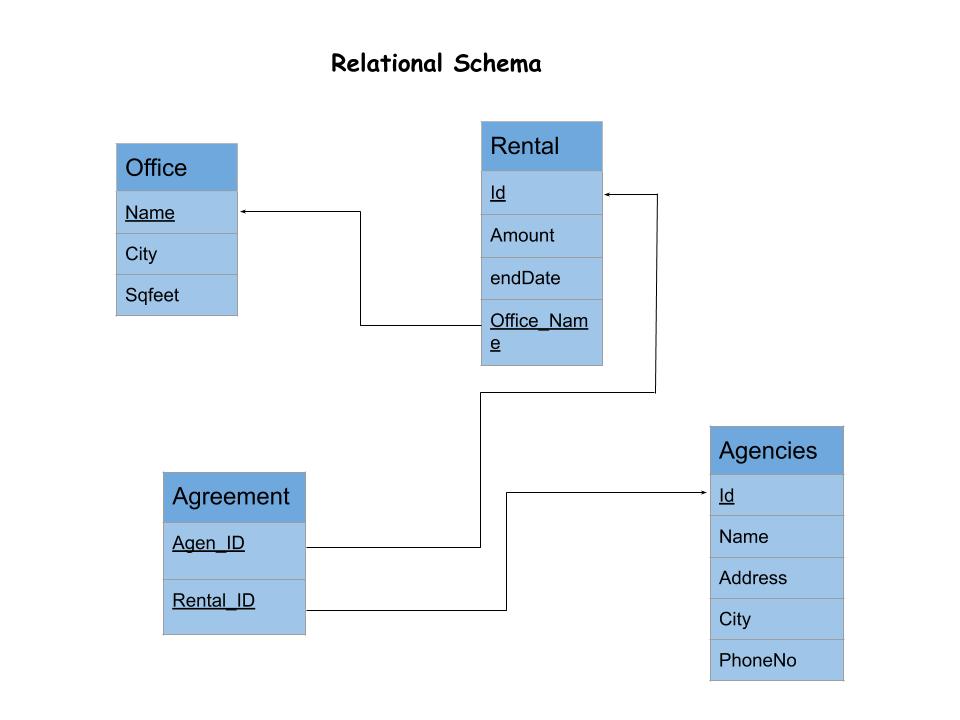 Relational Schema
Office
Name
City
Sqfeet
Rental
Id
Amount
endDate
Office_Nam
e
Agreement
Agen_ID
Rental_ID
Agencies
Id
Name
Address
City
PhoneNo